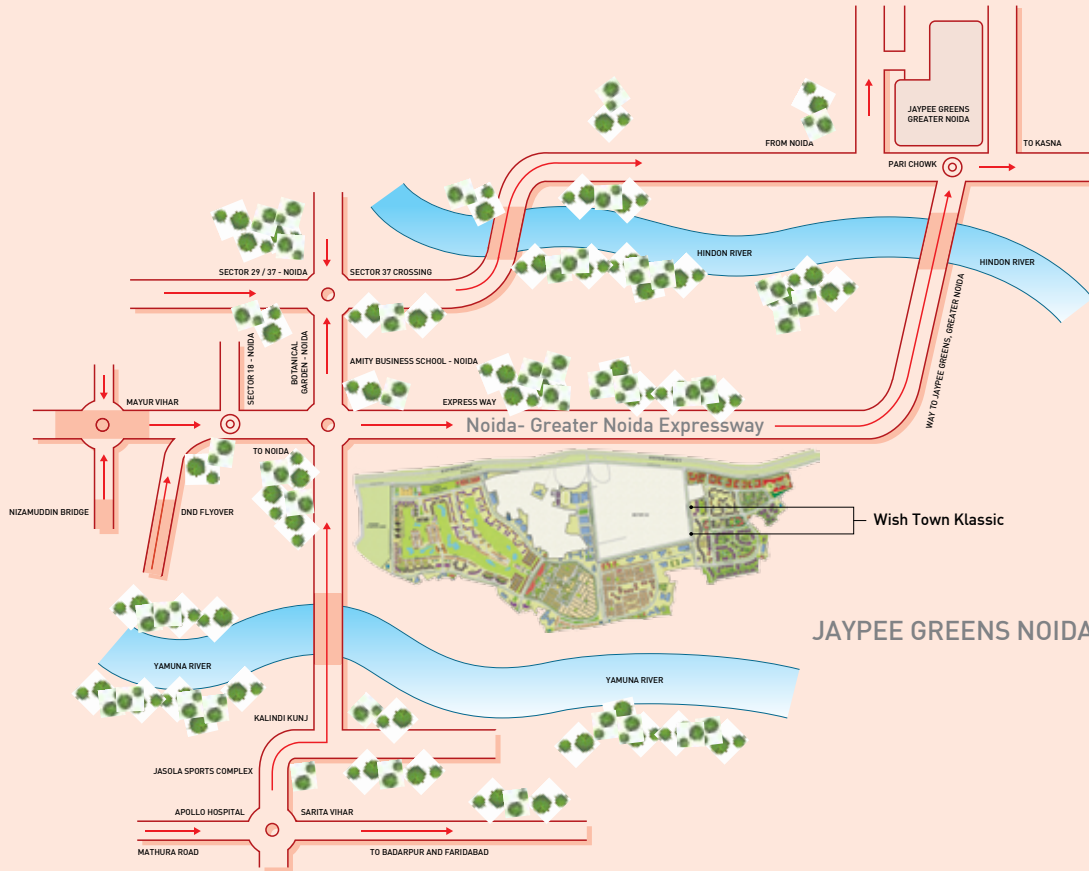 JAYPEE GREENS
GREATER NOIDA
FROM NOIDA
TO KASNA
PARI CHOWK
HINDON RIVER
HINDON RIVER
SECTOR 29 / 37 - NOIDA
SECTOR 37 CROSSING
WAY TO JAYPEE GREENS, GREATER NOIDA
SECTOR 18 - NOIDA
BOTANICAL
GARDEN - NOIDA
AMITY BUSINESS SCHOOL - NOIDA
MAYUR VIHAR
EXPRESS WAY
Noida- Greater Noida Expressway
TO NOIDA
NIZAMUDDIN BRIDGE
DND FLYOVER
Wish Town Klassic
JAYPEE GREENS NOIDA
YAMUNA RIVER
YAMUNA RIVER
KALINDI KUNJ
JASOLA SPORTS COMPLEX
APOLLO HOSPITAL
SARITA VIHAR
MATHURA ROAD
TO BADARPUR AND FARIDABAD